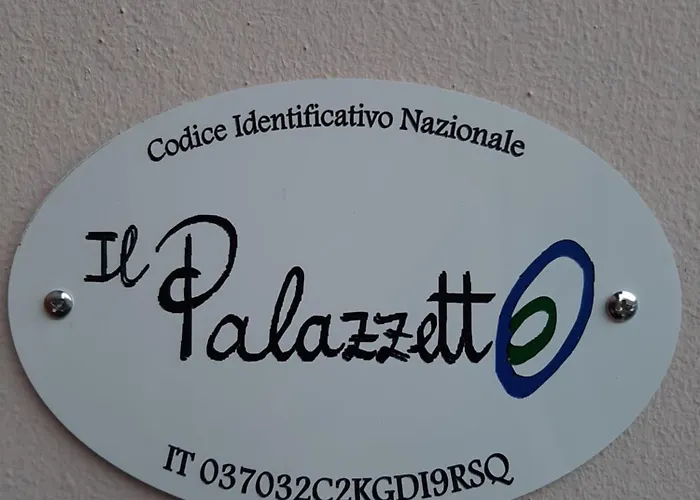 Codice Identificativo Nazionale
Il Palazzetto
IT 037032C2KGDI9RSQ